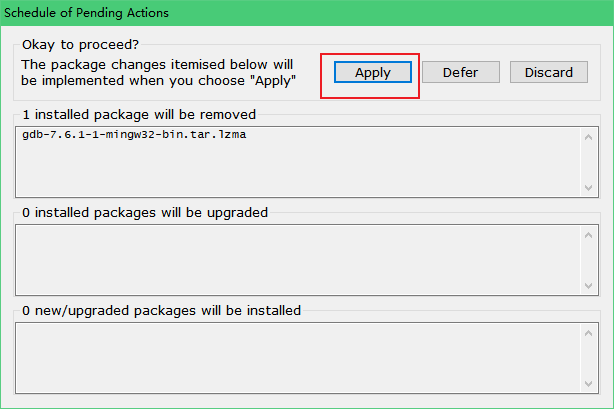 Schedule of Pending Actions
Okay to proceed?
The package changes itemised below will
be implemented when you choose "Apply"
Apply
Defer
Discard
1 installed package will be removed
gdb-7.6.1-1-mingw32-bin.tar.lzma
0 installed packages will be upgraded
0 new/upgraded packages will be installed